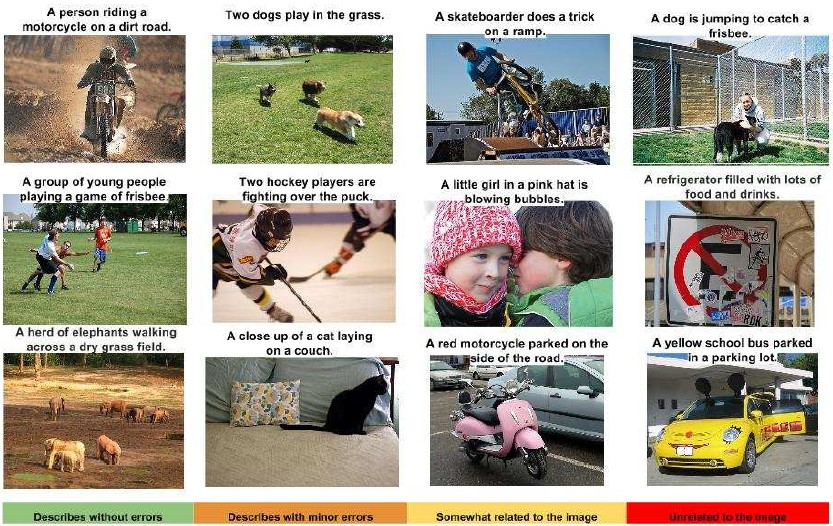 A person riding a
motorcycle on a dirt road.
Two dogs play in the grass.
A skateboarder does a trick
on a ramp.
A dog is jumping to catch a
frisbee.
A group of young people
playing a game of frisbee.
Two hockey players are
fighting over the puck.
A little girl in a pink hat is
blowing bubbles.
A refrigerator filled with lots of
food and drinks.
A herd of elephants walking
across a dry grass field.
A close up of a cat laying
on a couch.
A red motorcycle parked on the
side of the road.
A yellow school bus parked
in a parking lot.
Describes without errors
Describes with minor errors
Somewhat related to the image
Unrelated to the image